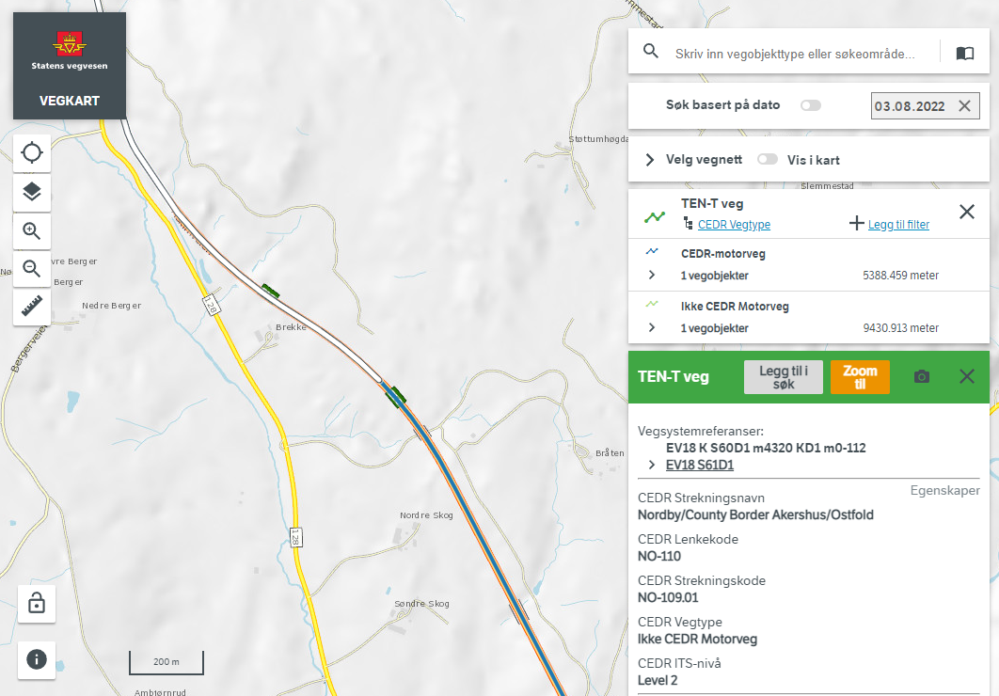 Statens vegvesen
VEGKART
Skriv inn vegobjekttype eller søkeområde...
Søk basert på dato
03.08.2022
Velg vegnett
Vis i kart
TEN-T veg
CEDR Vegtype
Legg til filter
CEDR-motorveg
1 vegobjekter
5388.459 meter
Ikke CEDR Motorveg
1 vegobjekter
9430.913 meter
TEN-T veg
Legg til i
søk
Zoom
til
Vegsystemreferanser:
EV18 K S60D1 m4320 KD1 m0-112
EV18 S61D1
Egenskaper
CEDR Strekningsnavn
Nordby/County Border Akershus/Ostfold
CEDR Lenkekode
NO-110
CEDR Strekningskode
NO-109.01
CEDR Vegtype
Ikke CEDR Motorveg
CEDR ITS-nivå
Level 2
Støttumhøgda
Slemmestad
vre Berger
Berger
Nedre Berger
Bergerveien
128
Brekke
Bråten
Nordre Skog
128
Søndre Skog
200 m
Ambtørnrud